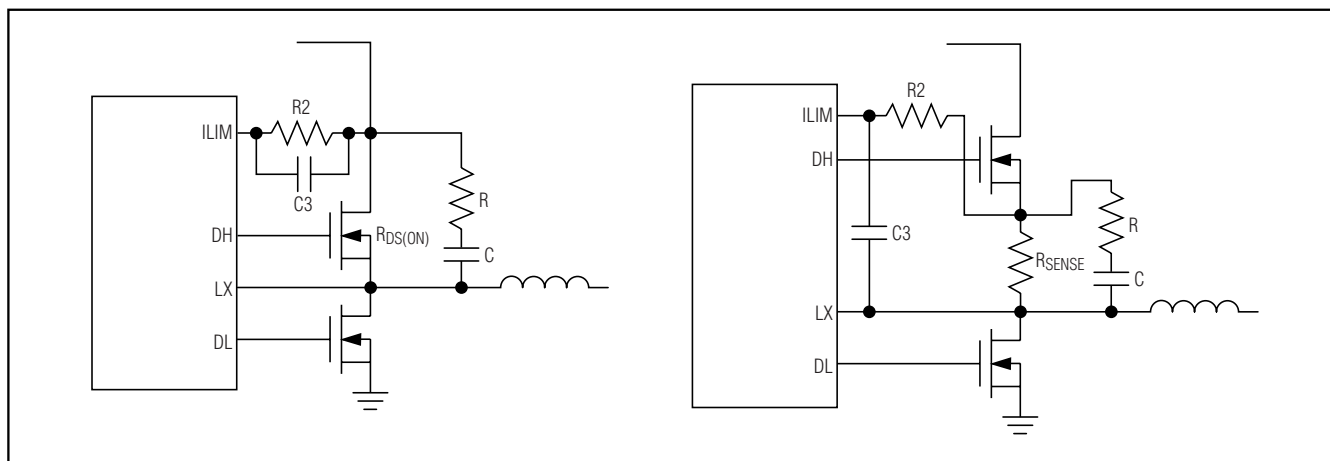 R2
ILIM
C3
R
DH
RDS(ON)
C
LX
DL
R2
ILIM
DH
R
C3
RSENSE
C
LX
DL